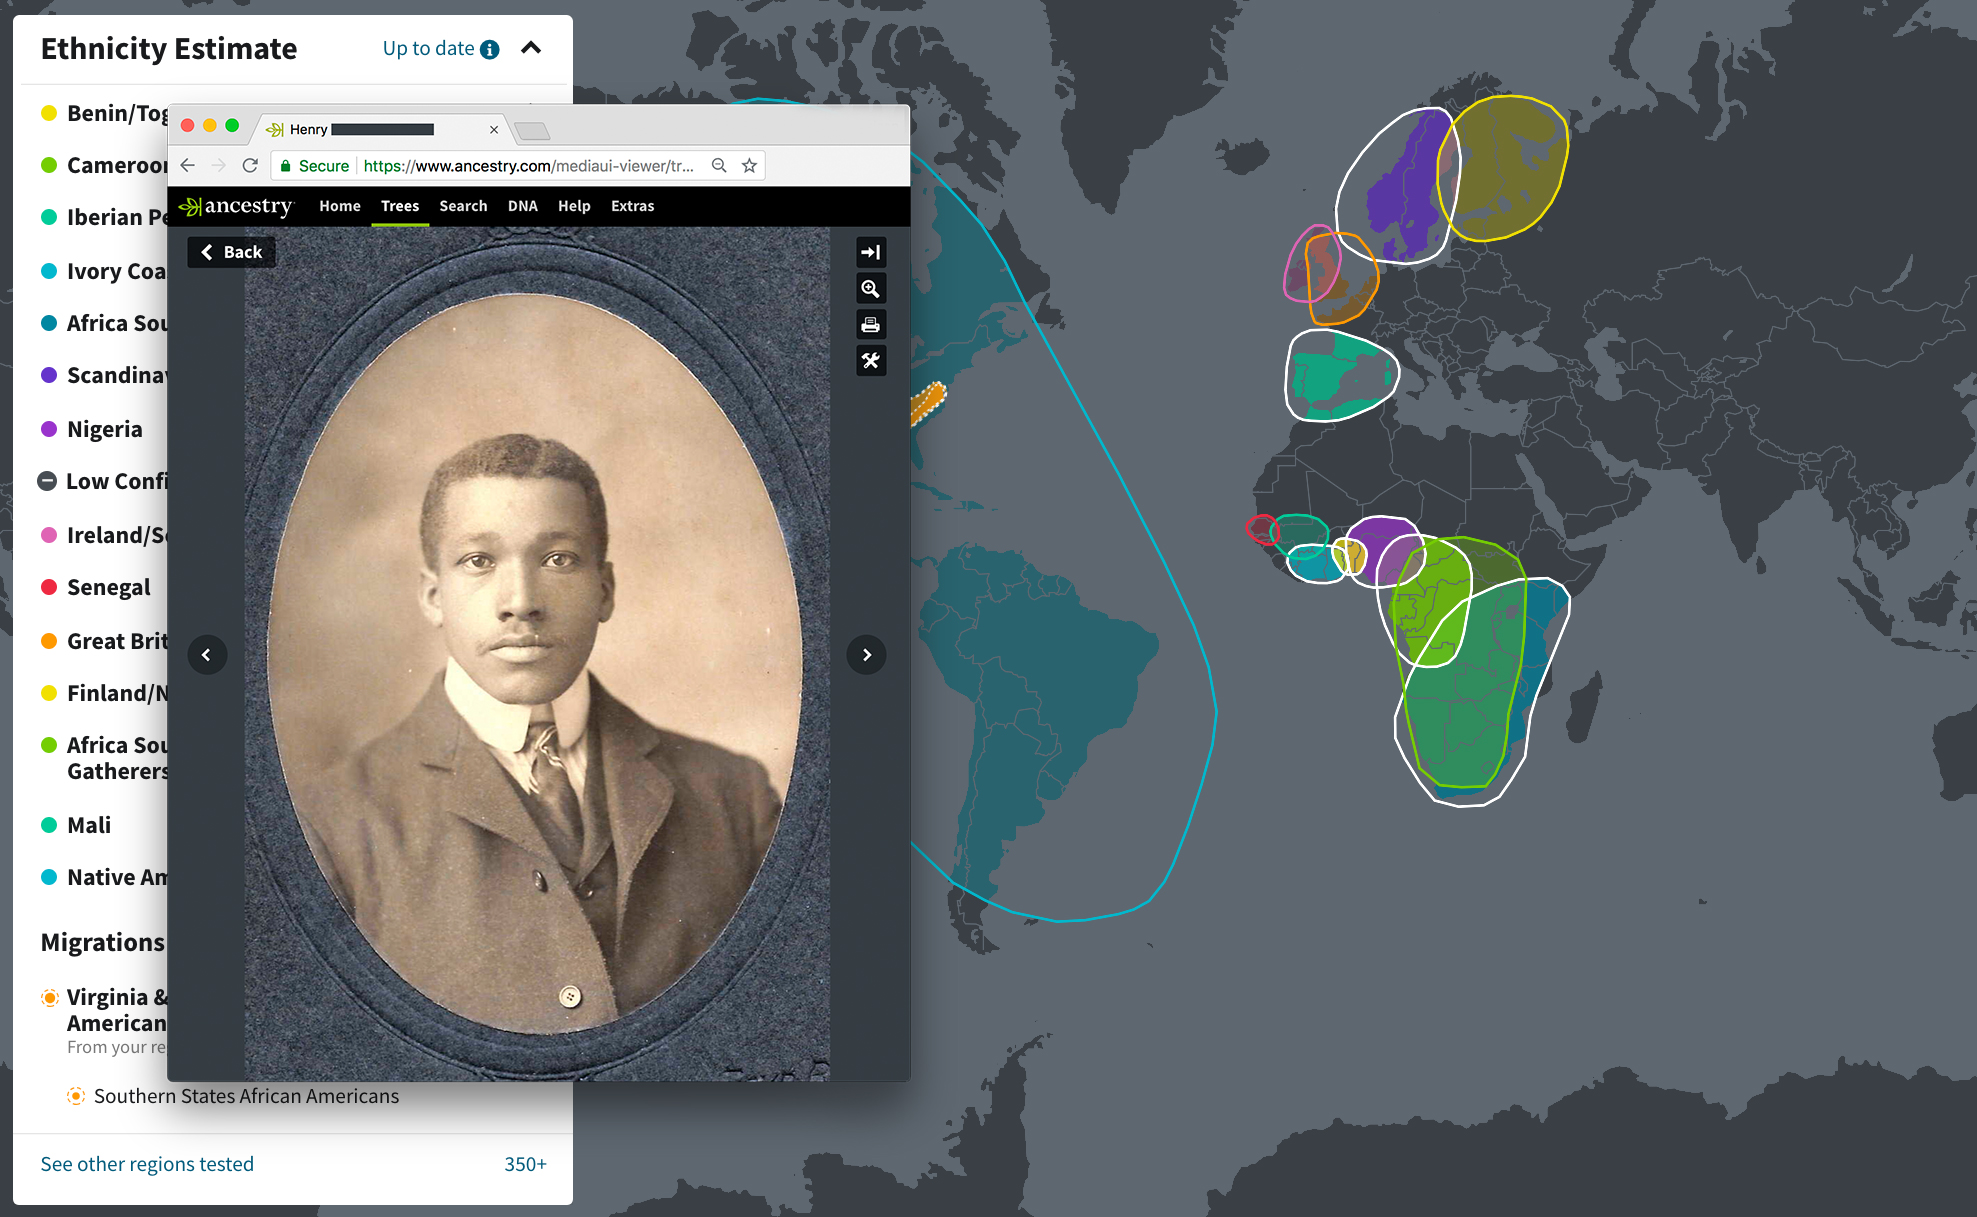 Ethnicity Estimate
Up to date
Benin/Tog
Cameroon
Iberian Pe
Ivory Coa
Africa Sou
Scandinav
Nigeria
Low Confi
Ireland/Sc
Senegal
Great Brit
Finland/N
Africa Sou
Gatherers
Mali
Native Am
Migrations
Virginia &
American
From your re
Southern States African Americans
See other regions tested 350+
Henry
Secure https://www.ancestry.com/mediaui-viewer/tr...
ancestry Home Trees Search DNA Help Extras
Back